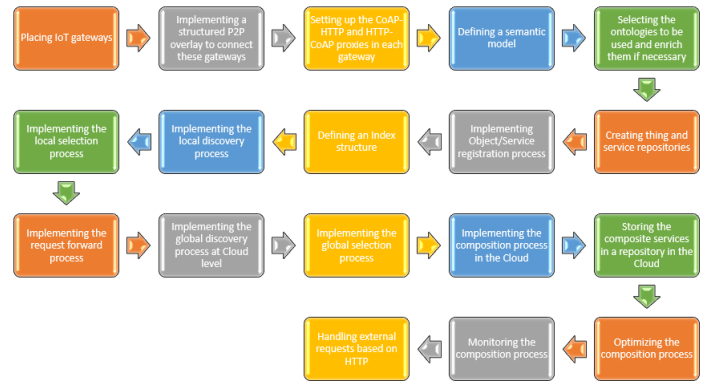 Placing IoT gateways
Implementing a
structured P2P
overlay to connect
these gateways
Setting up the CoAP-
HTTP and HTTP-
CoAP proxies in each
gateway
Defining a semantic
model
Selecting the
ontologies to be
used and enrich
them if necessary
Creating thing and
service repositories
Implementing
Object/Service
registration process
Defining an Index
structure
Implementing the
local discovery
process
Implementing the
local selection
process
Implementing the
request forward
process
Implementing the
global discovery
process at Cloud
level
Implementing the
global selection
process
Implementing the
composition process
in the Cloud
Storing the
composite services
in a repository in the
Cloud
Optimizing the
composition process
Monitoring the
composition process
Handling external
requests based on
HTTP